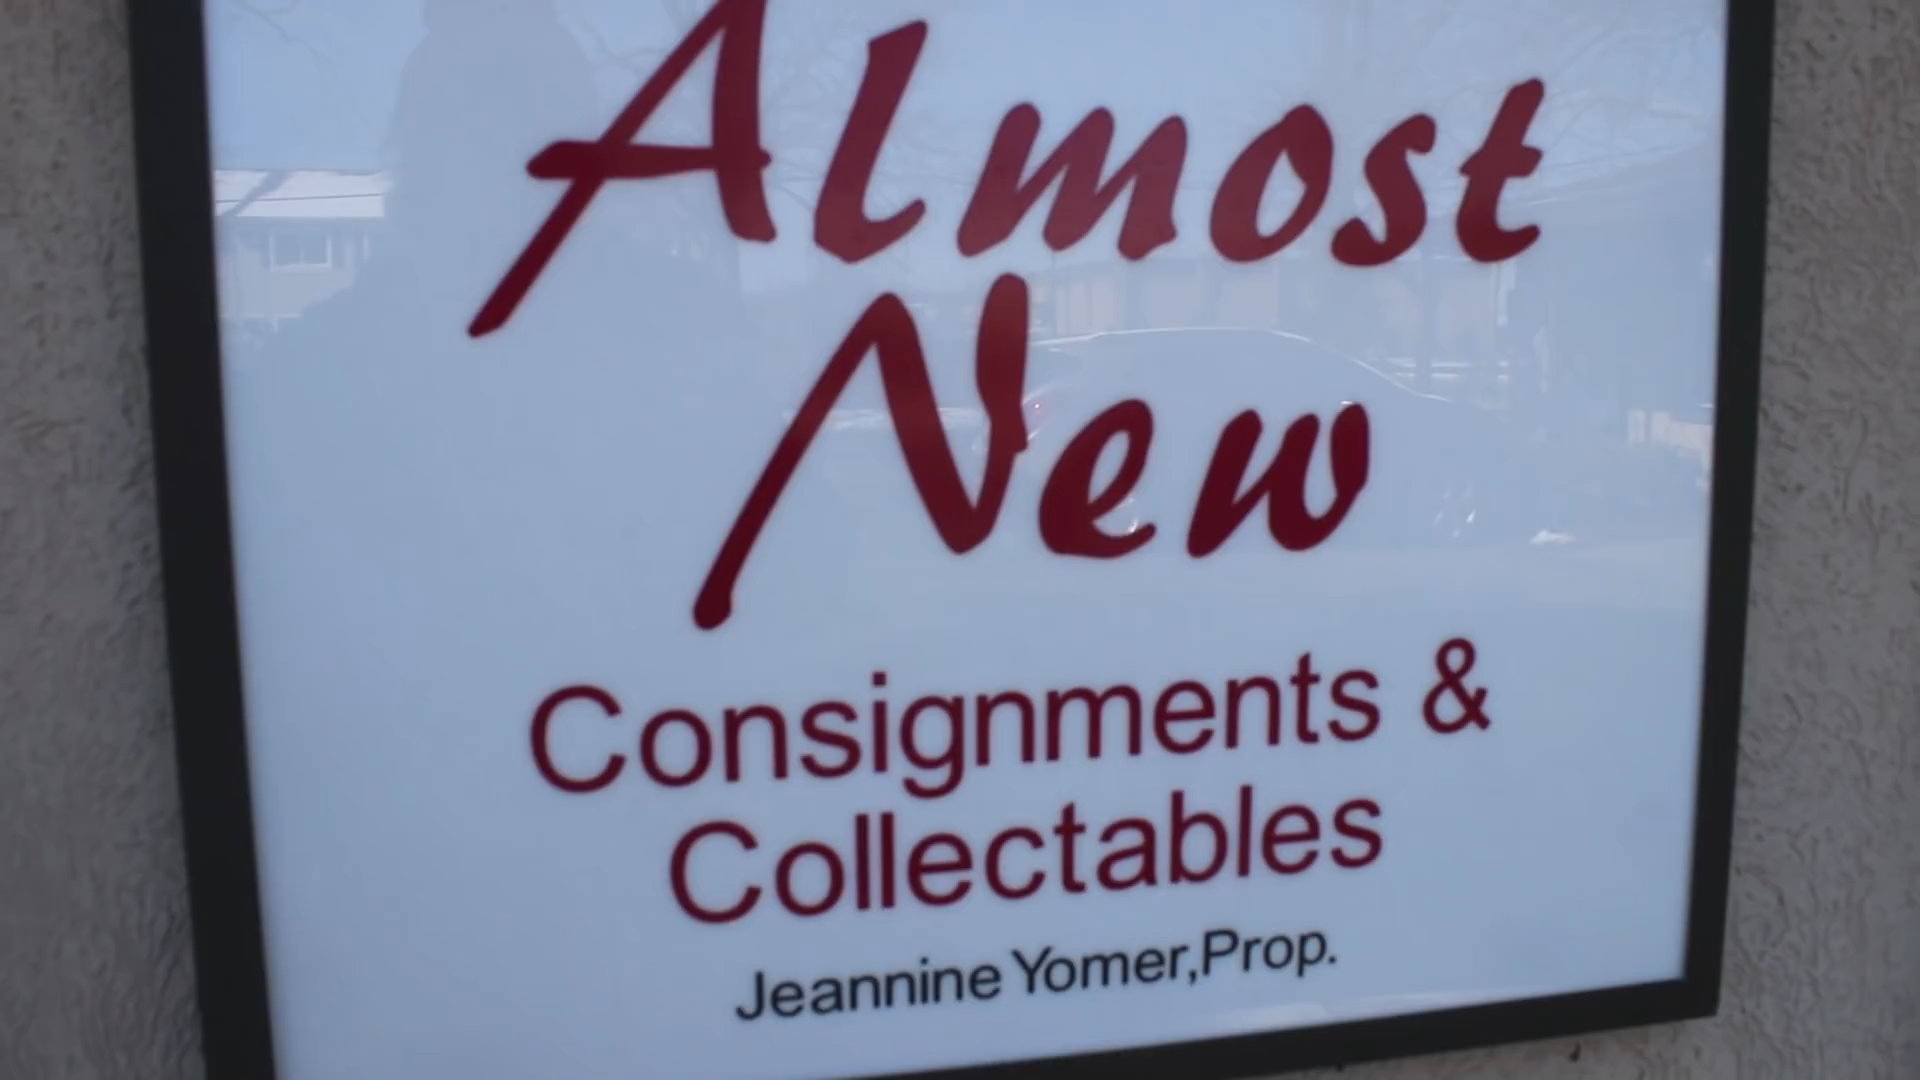 Almost
New
Consignments &
Collectables
Jeannine Yomer,Prop.